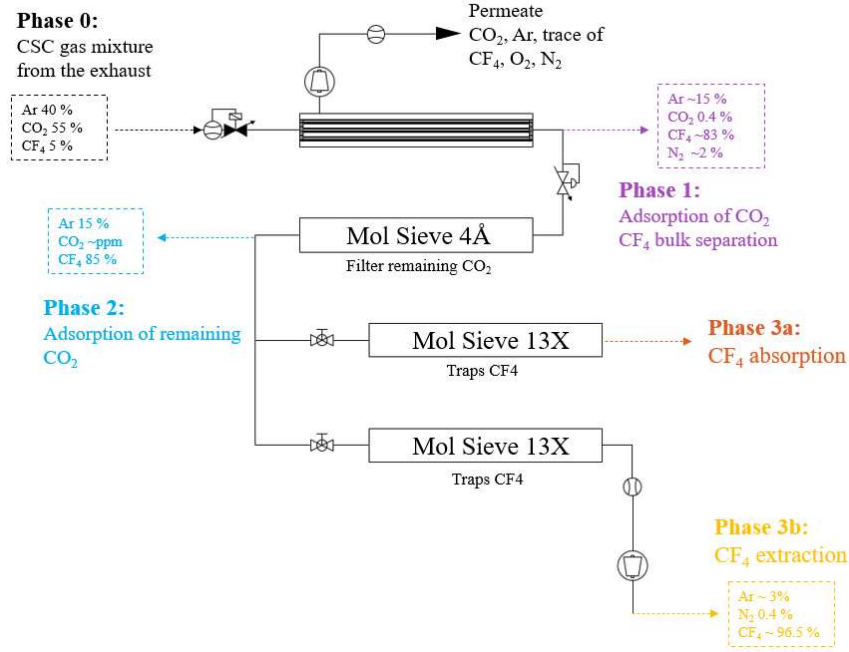 Phase 0:
CSC gas mixture
from the exhaust
Ar 40 %
CO₂ 55 %
CF₄ 5 %
Permeate
CO₂, Ar, trace of
CF₄, O₂, N₂
Ar ~15 %
CO₂ 0.4 %
CF₄ ~83 %
N₂ ~2 %
Phase 1:
Adsorption of CO₂
CF₄ bulk separation
Mol Sieve 4Å
Filter remaining CO₂
Ar 15 %
CO₂ ~ppm
CF₄ 85 %
Phase 2:
Adsorption of remaining
CO₂
Mol Sieve 13X
Traps CF4
Phase 3a:
CF₄ absorption
Mol Sieve 13X
Traps CF4
Phase 3b:
CF₄ extraction
Ar ~ 3%
N₂ 0.4 %
CF₄ ~ 96.5 %